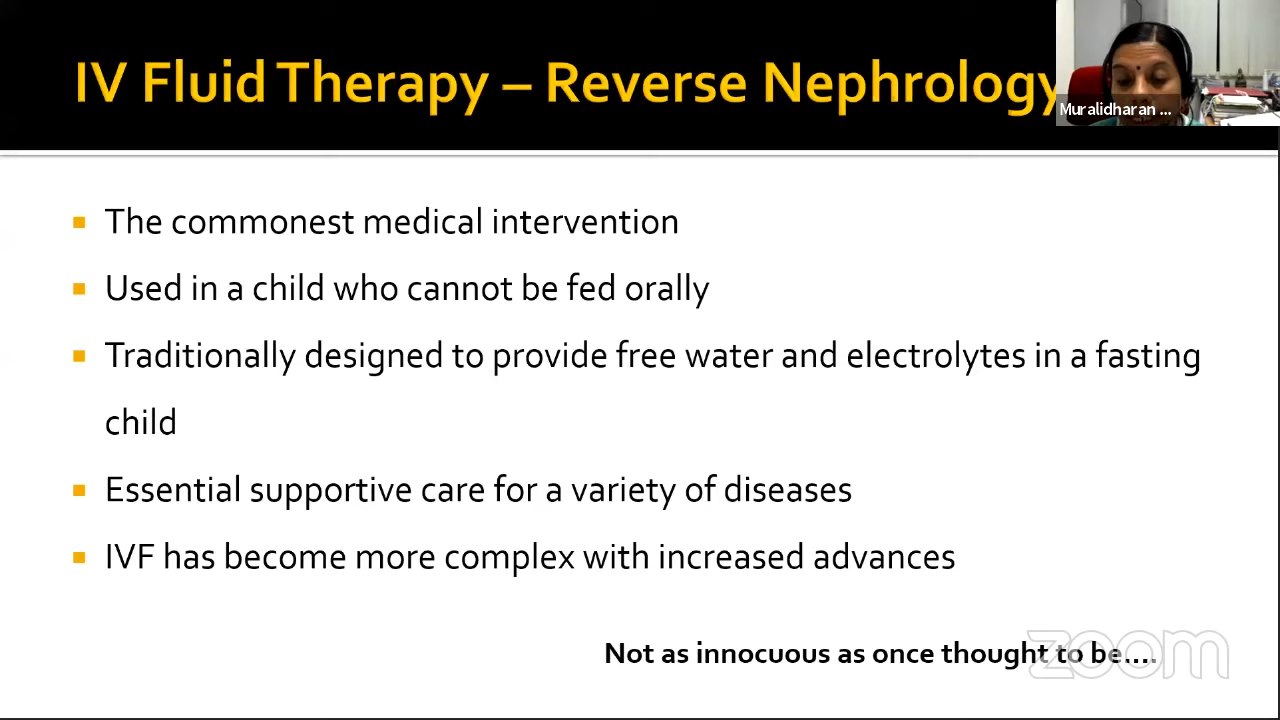 IV Fluid Therapy – Reverse Nephrology
Muralidharan ...
The commonest medical intervention
Used in a child who cannot be fed orally
Traditionally designed to provide free water and electrolytes in a fasting
child
Essential supportive care for a variety of diseases
IVF has become more complex with increased advances
Not as innocuous as once thought to be....
zoom